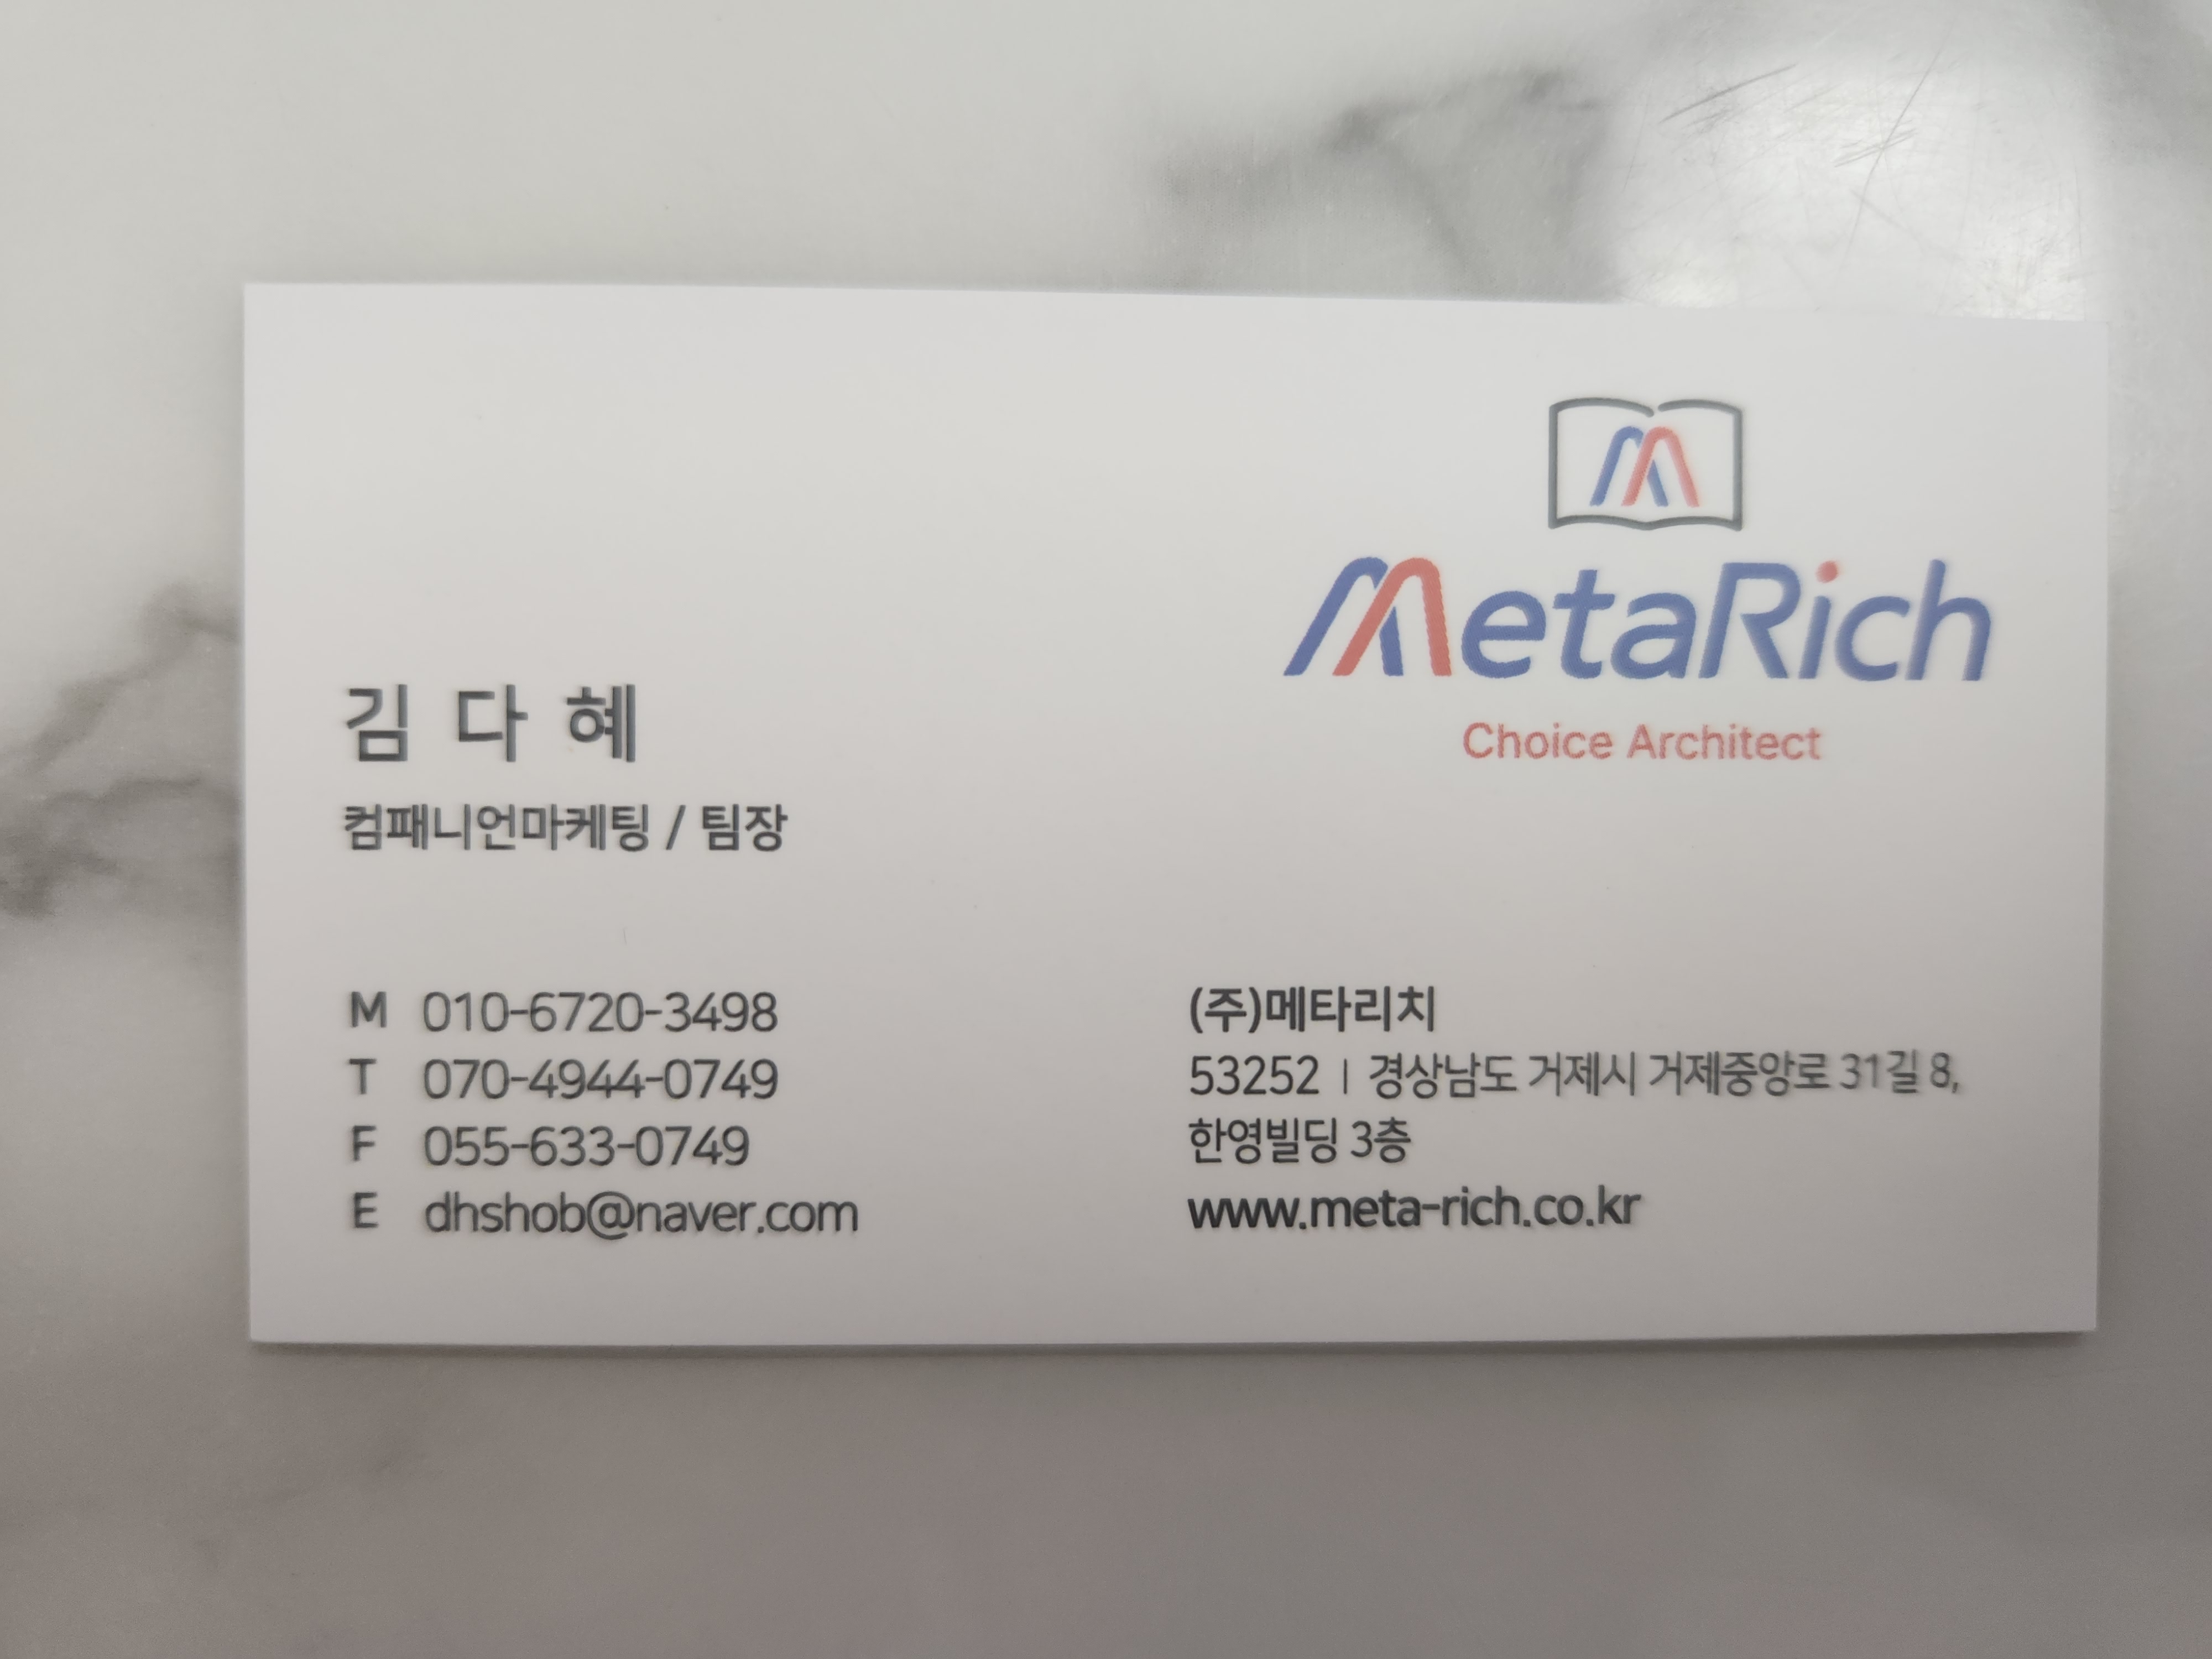 MetaRich
Choice Architect
김 다 혜
컴패니언마케팅 / 팀장
M 010-6720-3498
T 070-4944-0749
F 055-633-0749
E dhshob@naver.com
(주)메타리치
53252 | 경상남도 거제시 거제중앙로 31길 8,
한영빌딩 3층
www.meta-rich.co.kr